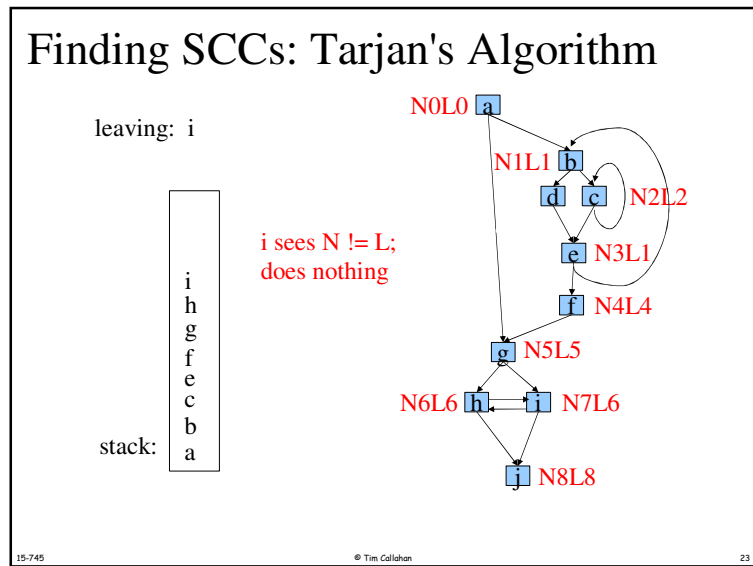 Finding SCCs: Tarjan's Algorithm
leaving: i
i sees N != L;
does nothing
i
h
g
f
e
c
b
a
stack:
N0L0 a
N1L1 b
d c N2L2
e N3L1
f N4L4
g N5L5
N6L6 h i N7L6
j N8L8
15-745 © Tim Callahan 23